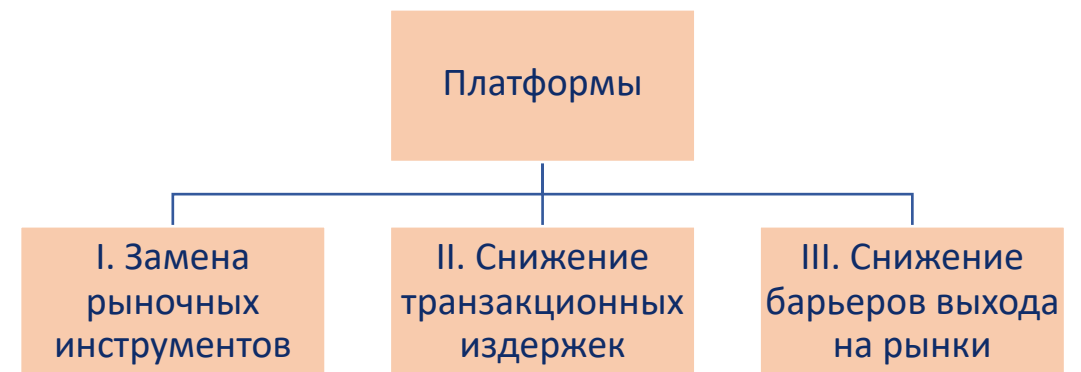 Платформы
I. Замена
рыночных
инструментов
II. Снижение
транзакционных
издержек
III. Снижение
барьеров выхода
на рынки